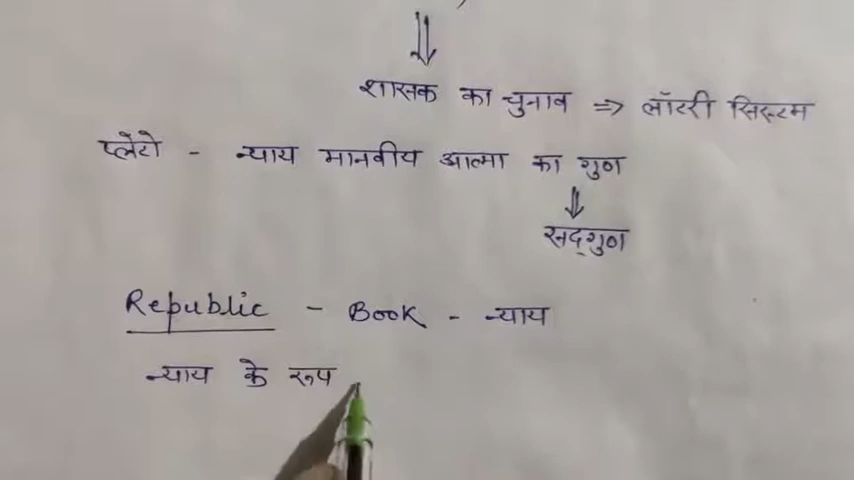 शासक का चुनाव ⇒ लॉटरी सिस्टम
प्लेटो - न्याय मानवीय आत्मा का गुण
सद्गुण
Republic - Book - न्याय
न्याय के रूप